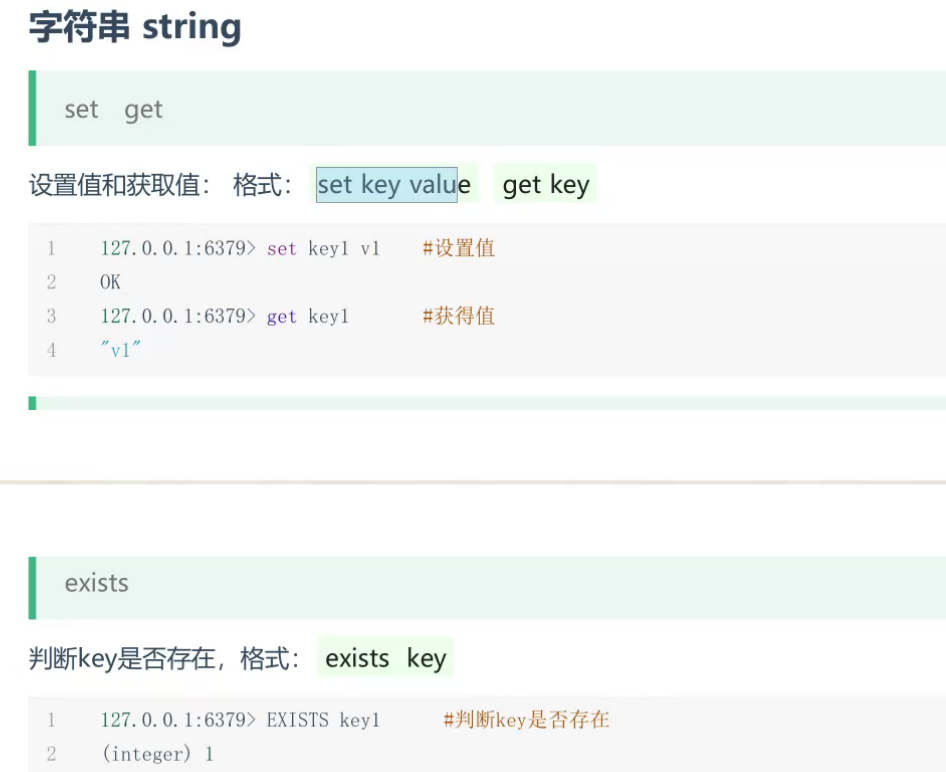 字符串 string
set get
设置值和获取值： 格式： set key value get key
1 127.0.0.1:6379> set key1 v1 #设置值
2 OK
3 127.0.0.1:6379> get key1 #获得值
4 "v1"
exists
判断key是否存在，格式： exists key
1 127.0.0.1:6379> EXISTS key1 #判断key是否存在
2 (integer) 1